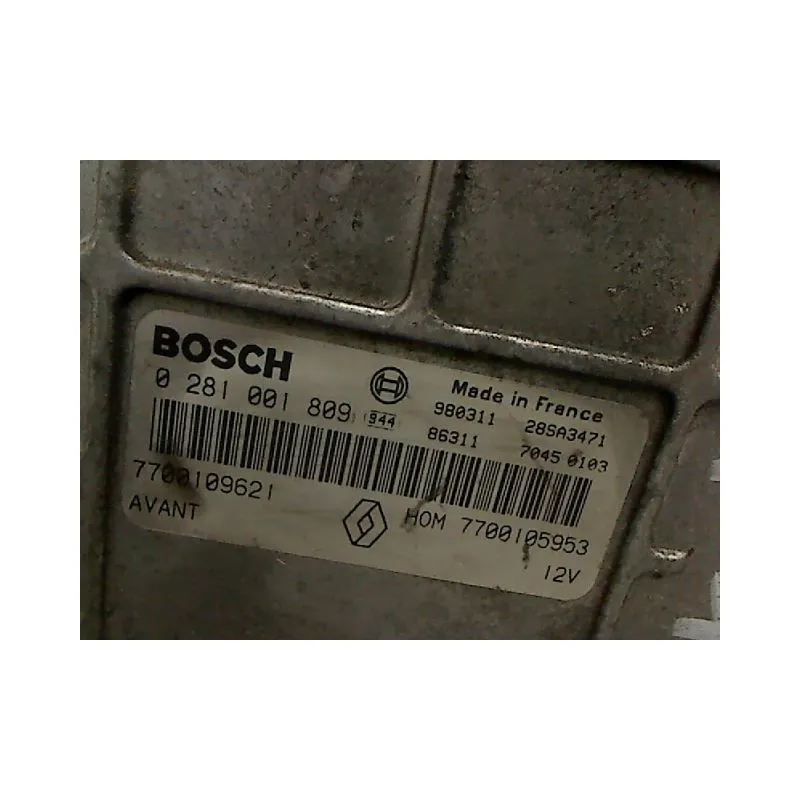 BOSCH
Made in France
0 281 001 809 944 980311 28SA3471
86311 7045 0103
7700109621 HOM 7700105953
AVANT 12V